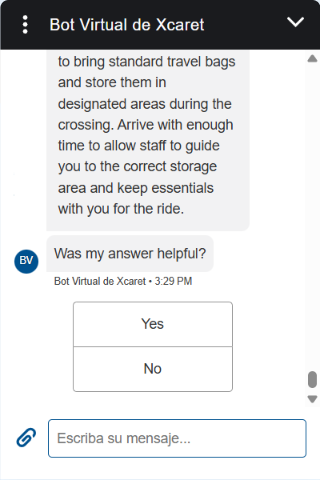 Bot Virtual de Xcaret
to bring standard travel bags
and store them in
designated areas during the
crossing. Arrive with enough
time to allow staff to guide
you to the correct storage
area and keep essentials
with you for the ride.
Was my answer helpful?
BV
Bot Virtual de Xcaret • 3:29 PM
Yes
No
Escriba su mensaje...